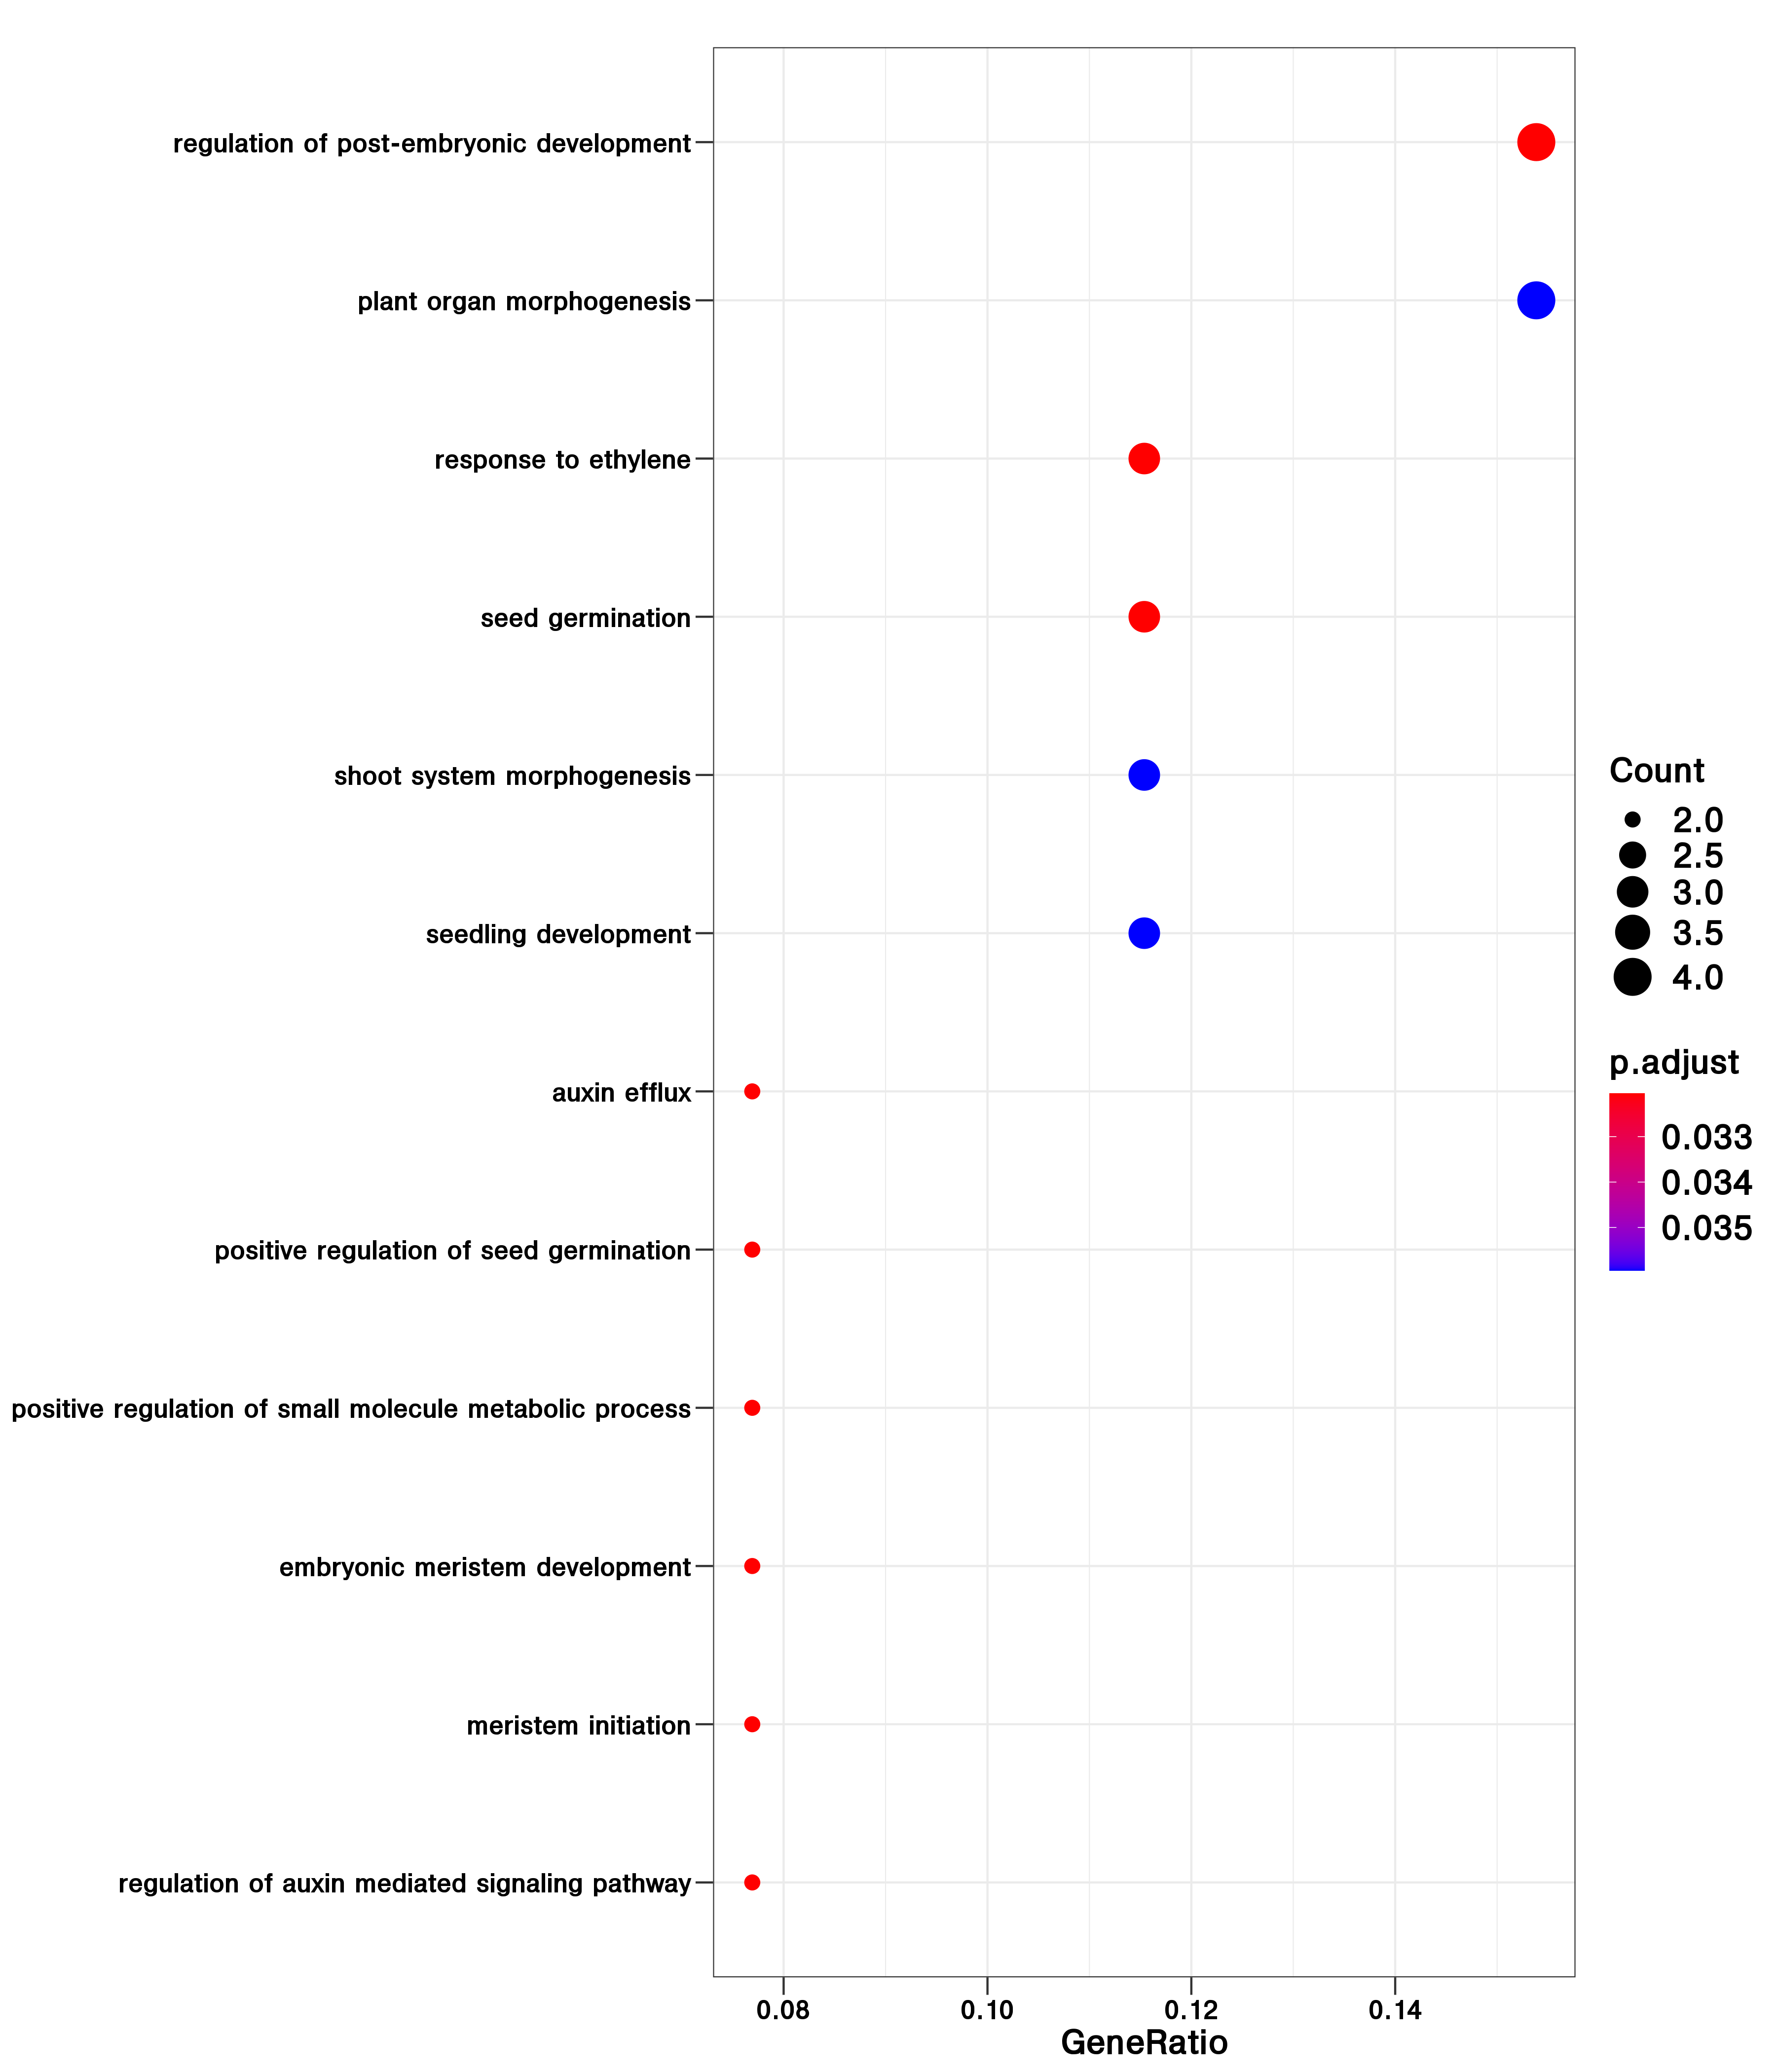 regulation of post-embryonic development
plant organ morphogenesis
response to ethylene
seed germination
shoot system morphogenesis
seedling development
auxin efflux
positive regulation of seed germination
positive regulation of small molecule metabolic process
embryonic meristem development
meristem initiation
regulation of auxin mediated signaling pathway
0.08 0.10 0.12 0.14
GeneRatio
Count
2.0
2.5
3.0
3.5
4.0
p.adjust
0.033
0.034
0.035